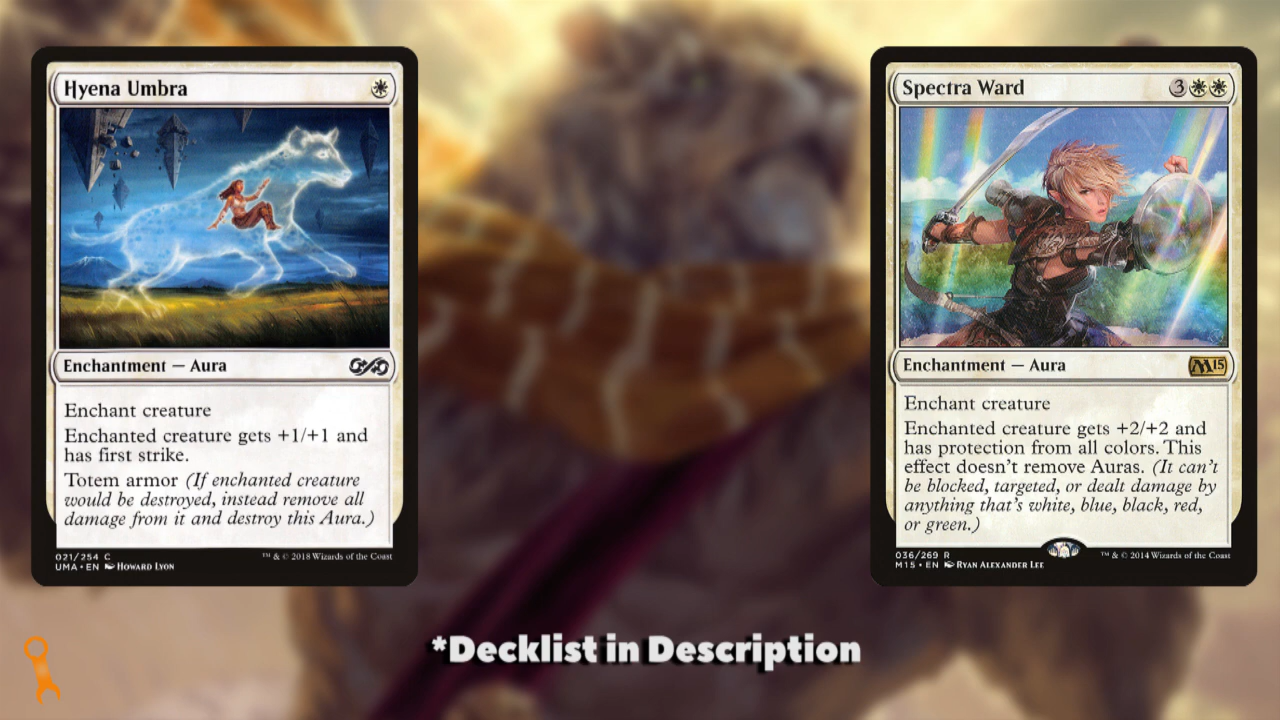 Hyena Umbra
Enchantment — Aura
Enchant creature
Enchanted creature gets +1/+1 and
has first strike.
Totem armor (If enchanted creature
would be destroyed, instead remove all
damage from it and destroy this Aura.)
021/254 C
UMA • EN Howard Lyon
™ & © 2018 Wizards of the Coast
Spectra Ward
3
Enchantment — Aura
M15
Enchant creature
Enchanted creature gets +2/+2 and
has protection from all colors. This
effect doesn't remove Auras. (It can't
be blocked, targeted, or dealt damage by
anything that's white, blue, black, red,
or green.)
036/269 R
M15 • EN Ryan Alexander Lee
™ & © 2014 Wizards of the Coast
*Decklist in Description